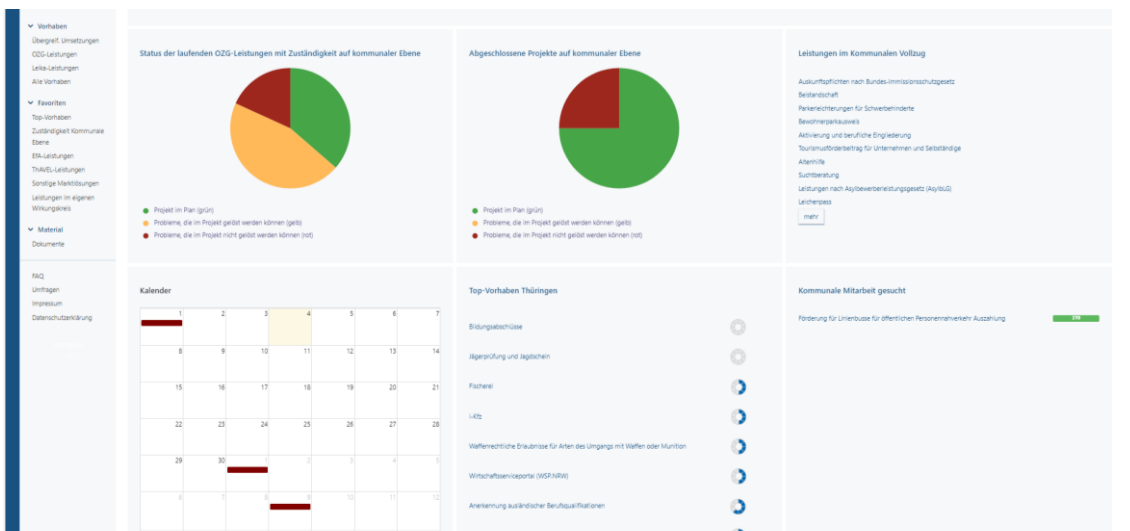 Vorhaben
Übergreif. Umsetzungen
OZG-Leistungen
Leika-Leistungen
Alle Vorhaben
Favoriten
Top-Vorhaben
Zuständigkeit Kommunale
Ebene
EfA-Leistungen
ThAVEL-Leistungen
Sonstige Marktlösungen
Leistungen im eigenen
Wirkungskreis
Material
Dokumente
FAQ
Umfragen
Impressum
Datenschutzerklärung
Status der laufenden OZG-Leistungen mit Zuständigkeit auf kommunaler Ebene
Projekt im Plan (grün)
Probleme, die im Projekt gelöst werden können (gelb)
Probleme, die im Projekt nicht gelöst werden können (rot)
Abgeschlossene Projekte auf kommunaler Ebene
Projekt im Plan (grün)
Probleme, die im Projekt gelöst werden können (gelb)
Probleme, die im Projekt nicht gelöst werden können (rot)
Leistungen im Kommunalen Vollzug
Auskunftspflichten nach Bundes-Immissionsschutzgesetz
Beistandschaft
Parkerleichterungen für Schwerbehinderte
Bewohnerparkausweis
Aktivierung und berufliche Eingliederung
Tourismusförderbeitrag für Unternehmen und Selbständige
Altenhilfe
Suchtberatung
Leistungen nach Asylbewerberleistungsgesetz (AsylbLG)
Leichenpass
mehr
Kalender
1 2 3 4 5 6 7
8 9 10 11 12 13 14
15 16 17 18 19 20 21
22 23 24 25 26 27 28
29 30 1 2 3 4 5
6 7 8 9 10 11 12
Top-Vorhaben Thüringen
Bildungsabschlüsse
Jägerprüfung und Jagdschein
Fischerei
i-Kfz
Waffenrechtliche Erlaubnisse für Arten des Umgangs mit Waffen oder Munition
Wirtschaftsserviceportal (WSP.NRW)
Anerkennung ausländischer Berufsqualifikationen
Kommunale Mitarbeit gesucht
Förderung für Linienbusse für öffentlichen Personennahverkehr Auszahlung